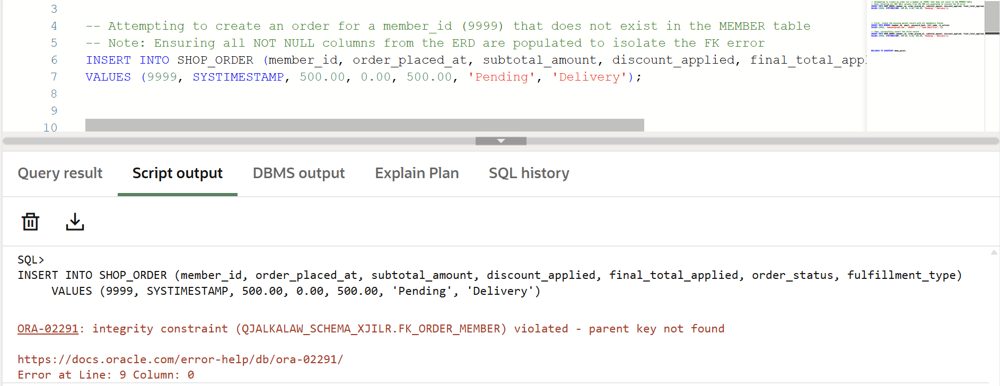 3
4 -- Attempting to create an order for a member_id (9999) that does not exist in the MEMBER table
5 -- Note: Ensuring all NOT NULL columns from the ERD are populated to isolate the FK error
6 INSERT INTO SHOP_ORDER (member_id, order_placed_at, subtotal_amount, discount_applied, final_total_appl
7 VALUES (9999, SYSTIMESTAMP, 500.00, 0.00, 500.00, 'Pending', 'Delivery');
8
9
10
Query result Script output DBMS output Explain Plan SQL history
SQL>
INSERT INTO SHOP_ORDER (member_id, order_placed_at, subtotal_amount, discount_applied, final_total_applied, order_status, fulfillment_type)
VALUES (9999, SYSTIMESTAMP, 500.00, 0.00, 500.00, 'Pending', 'Delivery')
ORA-02291: integrity constraint (QJALKALAW_SCHEMA_XJILR.FK_ORDER_MEMBER) violated - parent key not found
https://docs.oracle.com/error-help/db/ora-02291/
Error at Line: 9 Column: 0